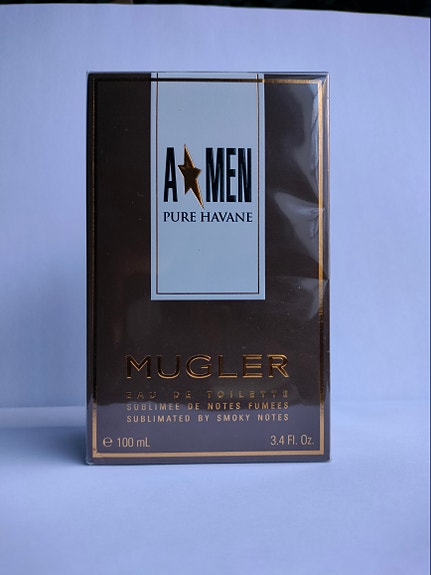 A★MEN
PURE HAVANE
MUGLER
EAU DE TOILETTE
SUBLIMEE DE NOTES FUMEES
SUBLIMATED BY SMOKY NOTES
℮ 100 mL 3.4 Fl. Oz.